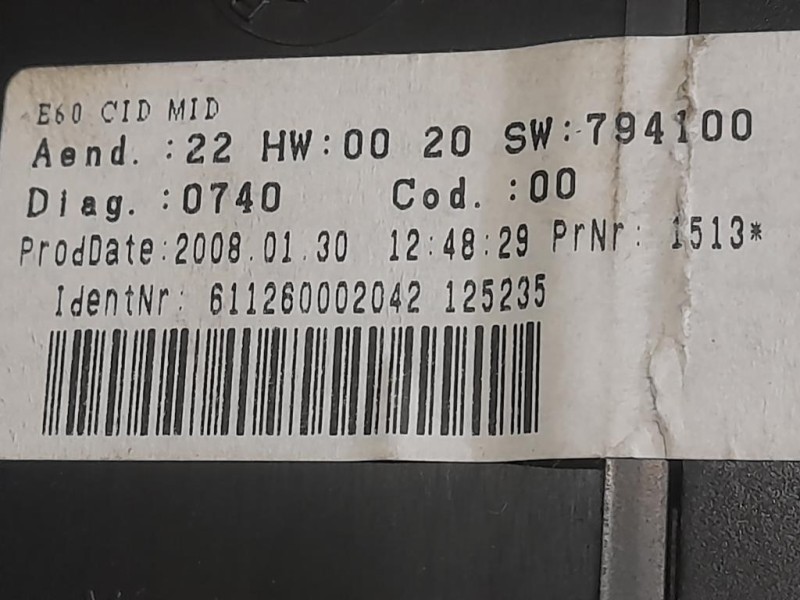 E60 CID MID
Aend.:22 HW:00 20 SW:794100
Diag.:0740 Cod.:00
ProdDate:2008.01.30 12:48:29 PrNr: 1513*
IdentNr: 611260002042 125235